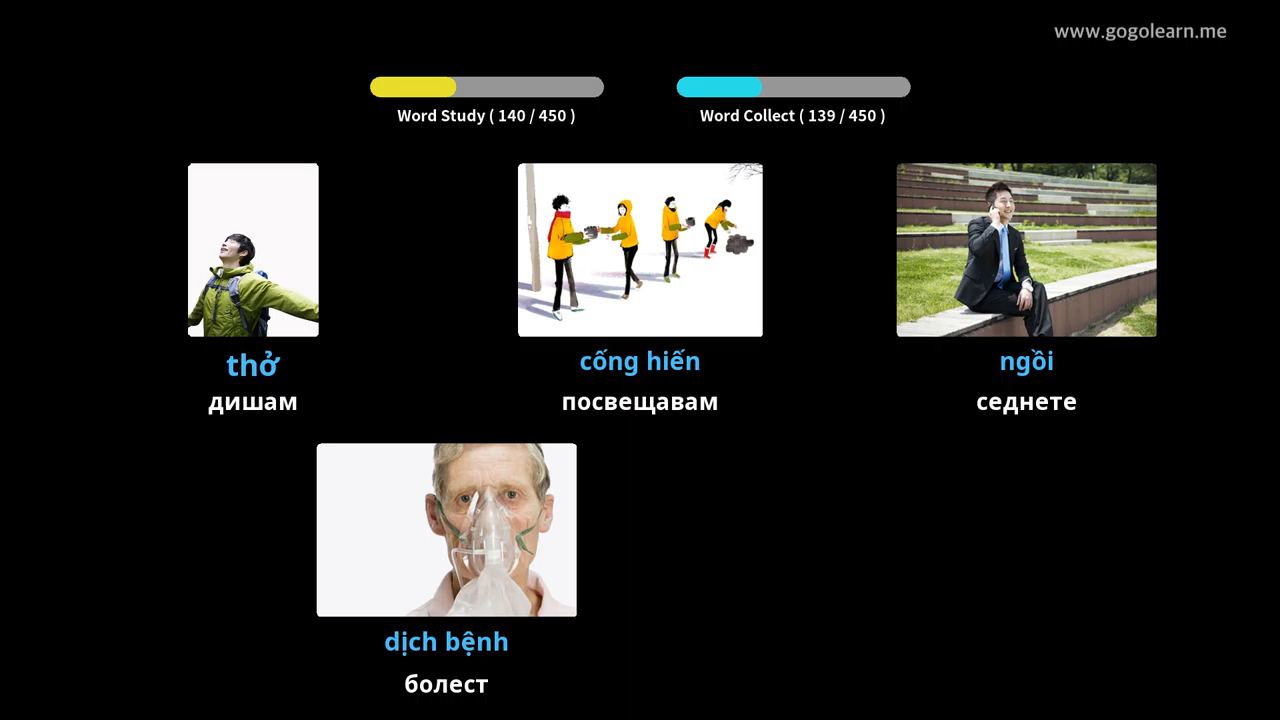 www.gogolearn.me
Word Study ( 140 / 450 )
Word Collect ( 139 / 450 )
thở
cống hiến
ngồi
дишам
посвещавам
седнете
dịch bệnh
болест